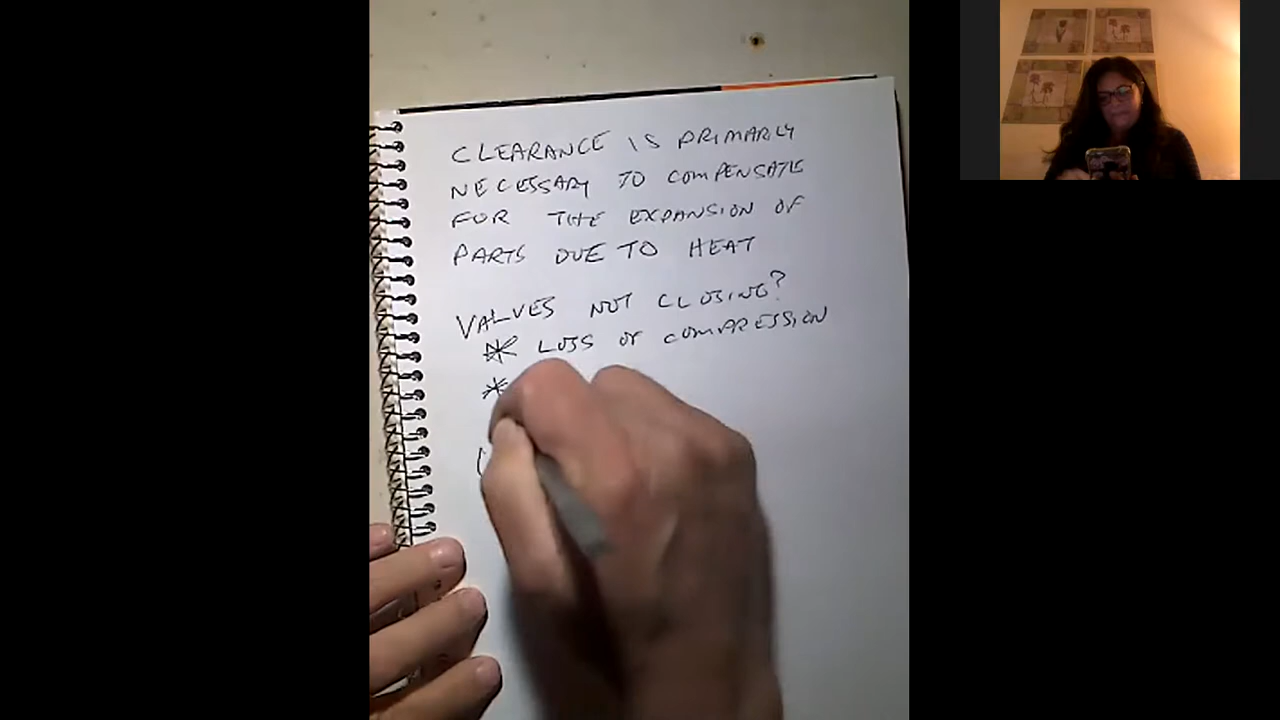 CLEARANCE IS PRIMARILY
NECESSARY TO COMPENSATE
FOR THE EXPANSION OF
PARTS DUE TO HEAT
VALVES NOT CLOSING?
* LOSS OF COMPRESSION
*
(